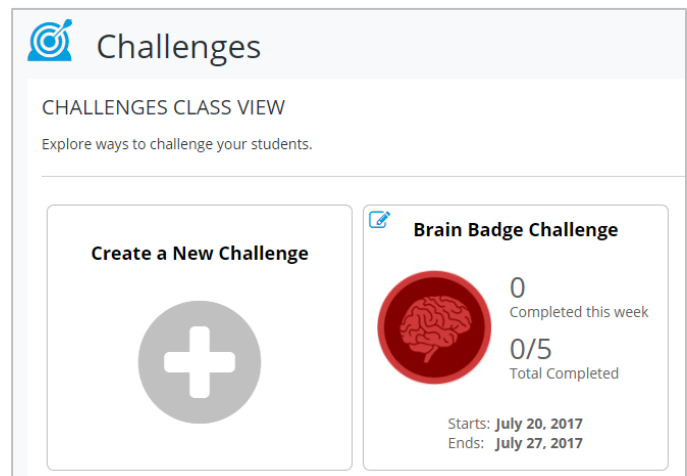 Challenges
CHALLENGES CLASS VIEW
Explore ways to challenge your students.
Create a New Challenge
Brain Badge Challenge
0
Completed this week
0/5
Total Completed
Starts: July 20, 2017
Ends: July 27, 2017